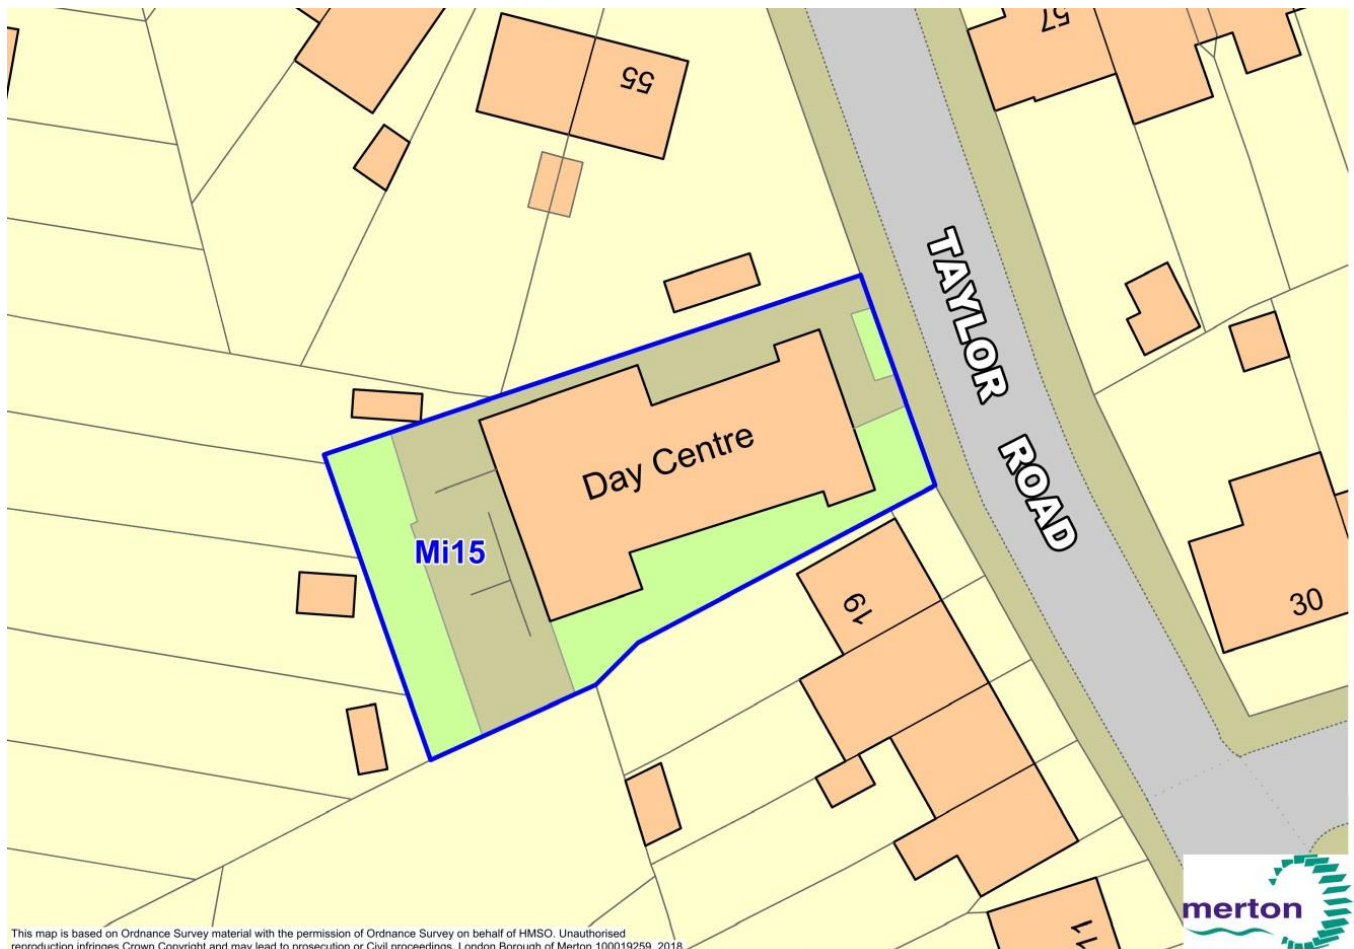 57
55
TAYLOR ROAD
Day Centre
Mi15
19
30
11
merton
This map is based on Ordnance Survey material with the permission of Ordnance Survey on behalf of HMSO. Unauthorised
reproduction infringes Crown Copyright and may lead to prosecution or Civil proceedings. London Borough of Merton 100019259. 2018.